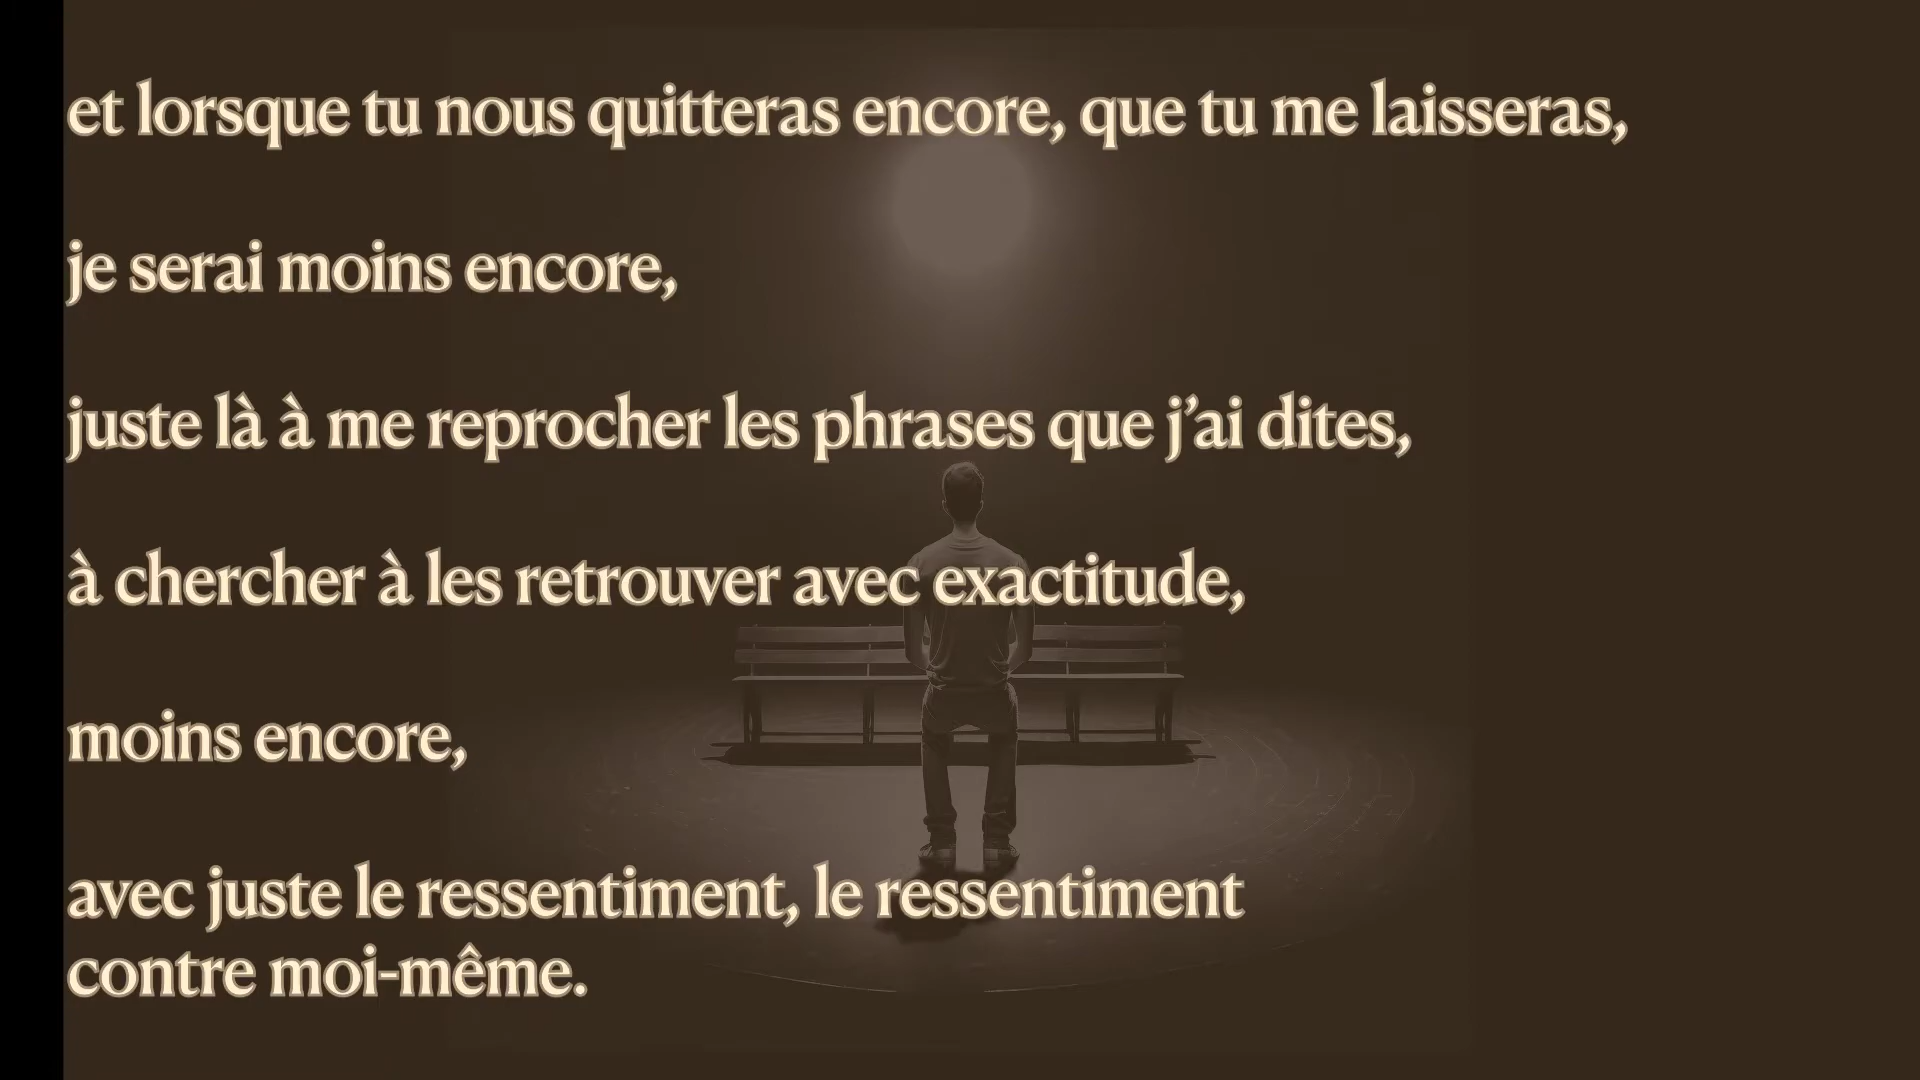 et lorsque tu nous quitteras encore, que tu me laisseras,
je serai moins encore,
juste là à me reprocher les phrases que j’ai dites,
à chercher à les retrouver avec exactitude,
moins encore,
avec juste le ressentiment, le ressentiment
contre moi-même.